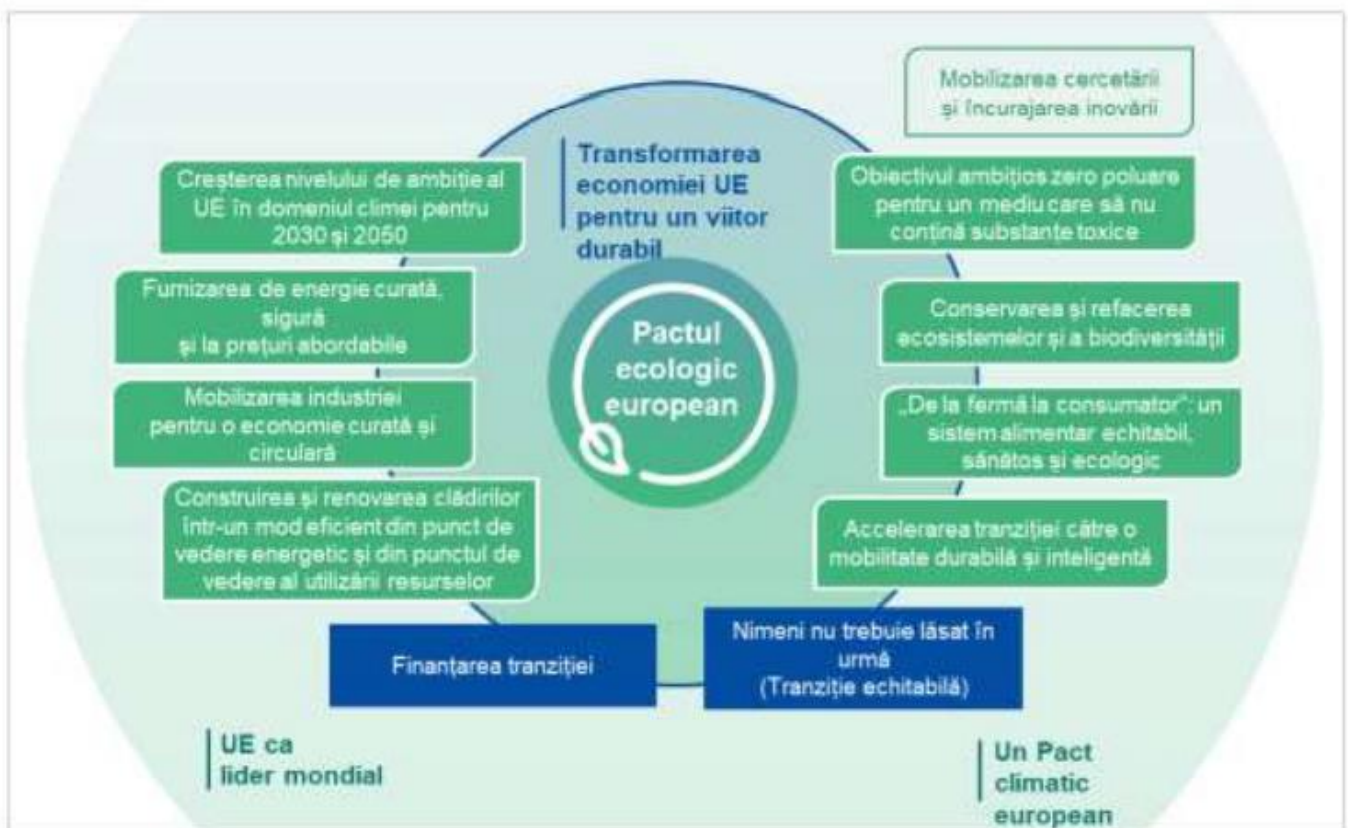 Mobilizarea cercetării
și încurajarea inovării
Transformarea
economiei UE
pentru un viitor
durabil
Creșterea nivelului de ambiție al
UE în domeniul climei pentru
2030 și 2050
Obiectivul ambițios zero poluare
pentru un mediu care să nu
conțină substanțe toxice
Furnizarea de energie curată,
sigură
și la prețuri abordabile
Conservarea și refacerea
ecosistemelor și a biodiversității
Pactul
ecologic
european
Mobilizarea industriei
pentru o economie curată și
circulară
„De la fermă la consumator”: un
sistem alimentar echitabil,
sănătos și ecologic
Construirea și renovarea clădirilor
într-un mod eficient din punct de
vedere energetic și din punctul de
vedere al utilizării resurselor
Accelerarea tranziției către o
mobilitate durabilă și inteligentă
Finanțarea tranziției
Nimeni nu trebuie lăsat în
urmă
(Tranziție echitabilă)
UE ca
lider mondial
Un Pact
climatic
european